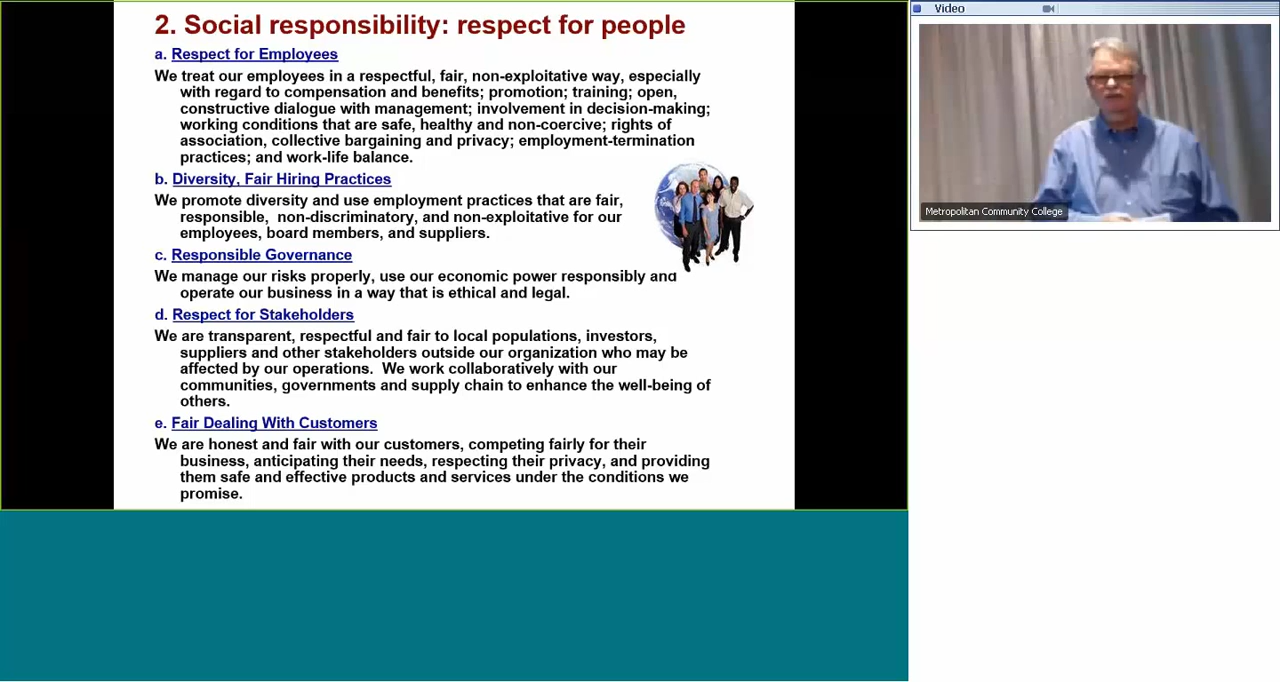 2. Social responsibility: respect for people
a. Respect for Employees
We treat our employees in a respectful, fair, non-exploitative way, especially
with regard to compensation and benefits; promotion; training; open,
constructive dialogue with management; involvement in decision-making;
working conditions that are safe, healthy and non-coercive; rights of
association, collective bargaining and privacy; employment-termination
practices; and work-life balance.
b. Diversity, Fair Hiring Practices
We promote diversity and use employment practices that are fair,
responsible, non-discriminatory, and non-exploitative for our
employees, board members, and suppliers.
c. Responsible Governance
We manage our risks properly, use our economic power responsibly and
operate our business in a way that is ethical and legal.
d. Respect for Stakeholders
We are transparent, respectful and fair to local populations, investors,
suppliers and other stakeholders outside our organization who may be
affected by our operations. We work collaboratively with our
communities, governments and supply chain to enhance the well-being of
others.
e. Fair Dealing With Customers
We are honest and fair with our customers, competing fairly for their
business, anticipating their needs, respecting their privacy, and providing
them safe and effective products and services under the conditions we
promise.
Video
Metropolitan Community College